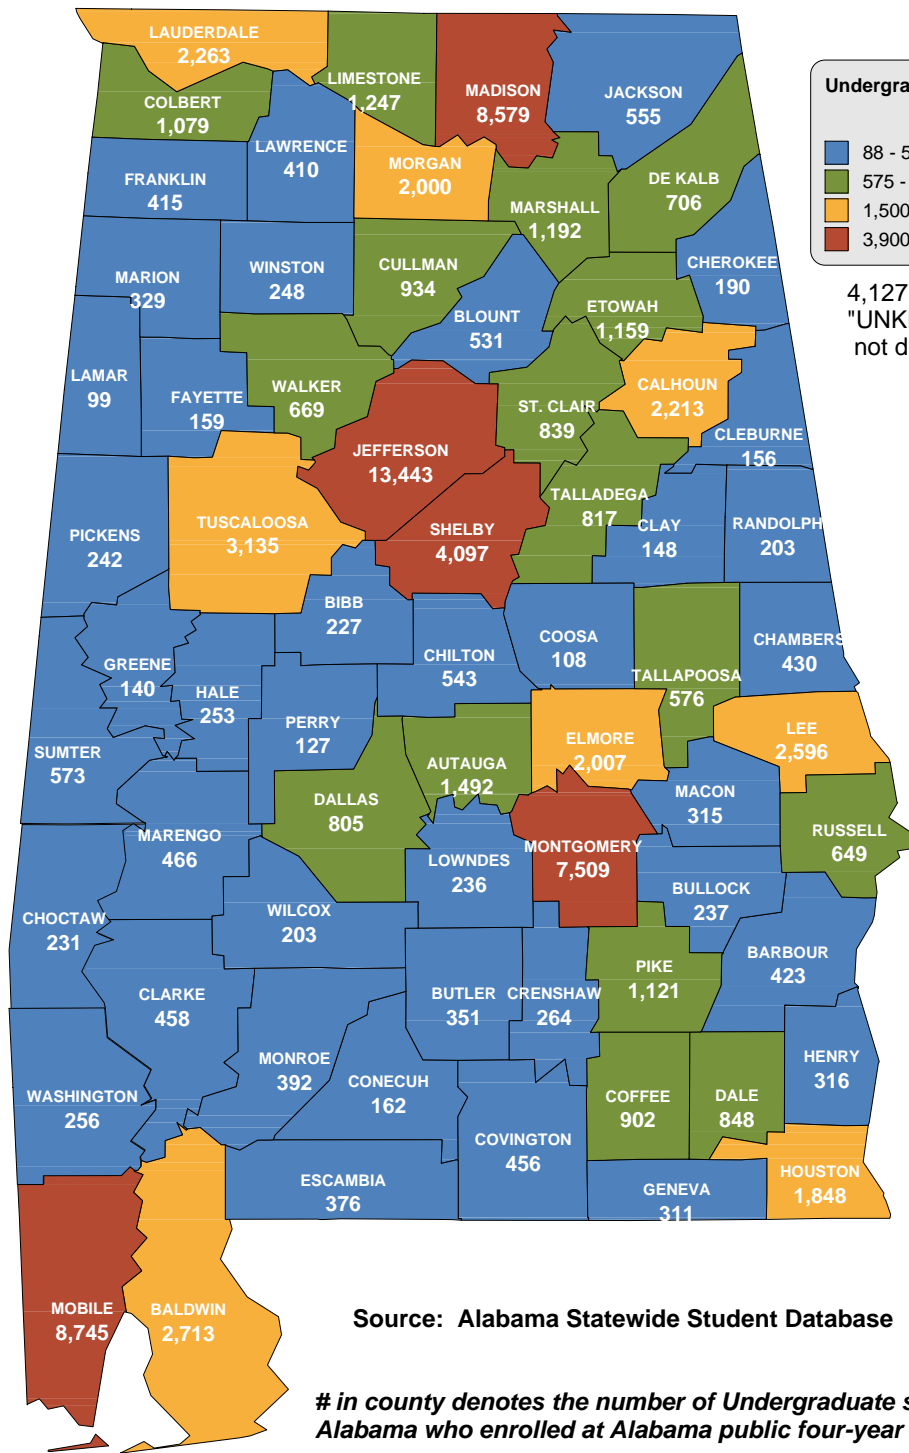 LAUDERDALE
2,263
LIMESTONE
1,247
MADISON
8,579
JACKSON
555
COLBERT
1,079
LAWRENCE
410
MORGAN
2,000
FRANKLIN
415
DE KALB
706
MARSHALL
1,192
MARION
329
WINSTON
248
CULLMAN
934
CHEROKEE
190
ETOWAH
1,159
BLOUNT
531
LAMAR
99
FAYETTE
159
WALKER
669
CALHOUN
2,213
ST. CLAIR
839
CLEBURNE
156
JEFFERSON
13,443
TALLADEGA
817
TUSCALOOSA
3,135
PICKENS
242
SHELBY
4,097
CLAY
148
RANDOLPH
203
BIBB
227
COOSA
108
CHAMBERS
430
GREENE
140
HALE
253
CHILTON
543
TALLAPOOSA
576
PERRY
127
SUMTER
573
ELMORE
2,007
LEE
2,596
AUTAUGA
1,492
DALLAS
805
MACON
315
MARENGO
466
RUSSELL
649
LOWNDES
236
MONTGOMERY
7,509
BULLOCK
237
CHOCTAW
231
WILCOX
203
BARBOUR
423
PIKE
1,121
CLARKE
458
BUTLER
351
CRENSHAW
264
MONROE
392
CONECUH
162
HENRY
316
WASHINGTON
256
COFFEE
902
DALE
848
COVINGTON
456
ESCAMBIA
376
GENEVA
311
HOUSTON
1,848
MOBILE
8,745
BALDWIN
2,713
Undergra
88 - 5
575 -
1,500
3,900
4,127
"UNK
not d
Source: Alabama Statewide Student Database
# in county denotes the number of Undergraduate s
Alabama who enrolled at Alabama public four-year